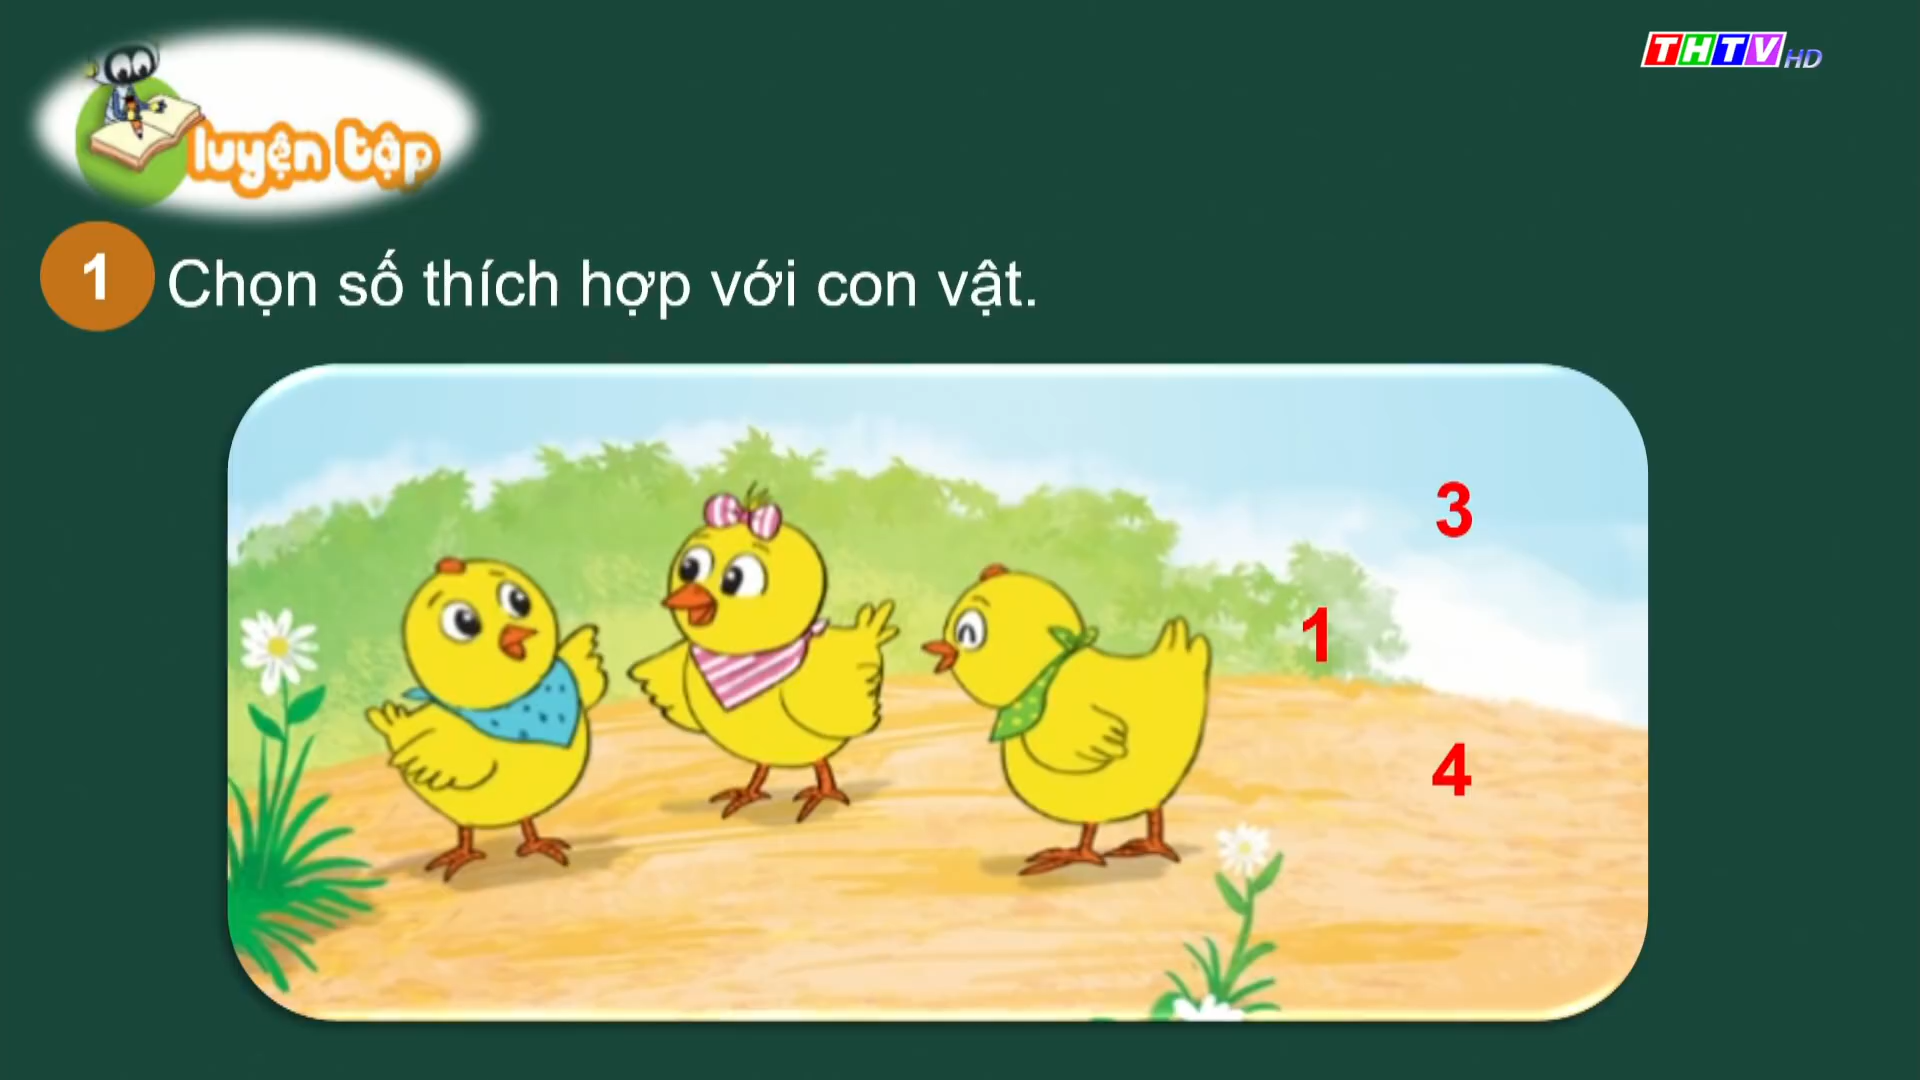 THTV HD
luyện tập
1 Chọn số thích hợp với con vật.
3
1
4